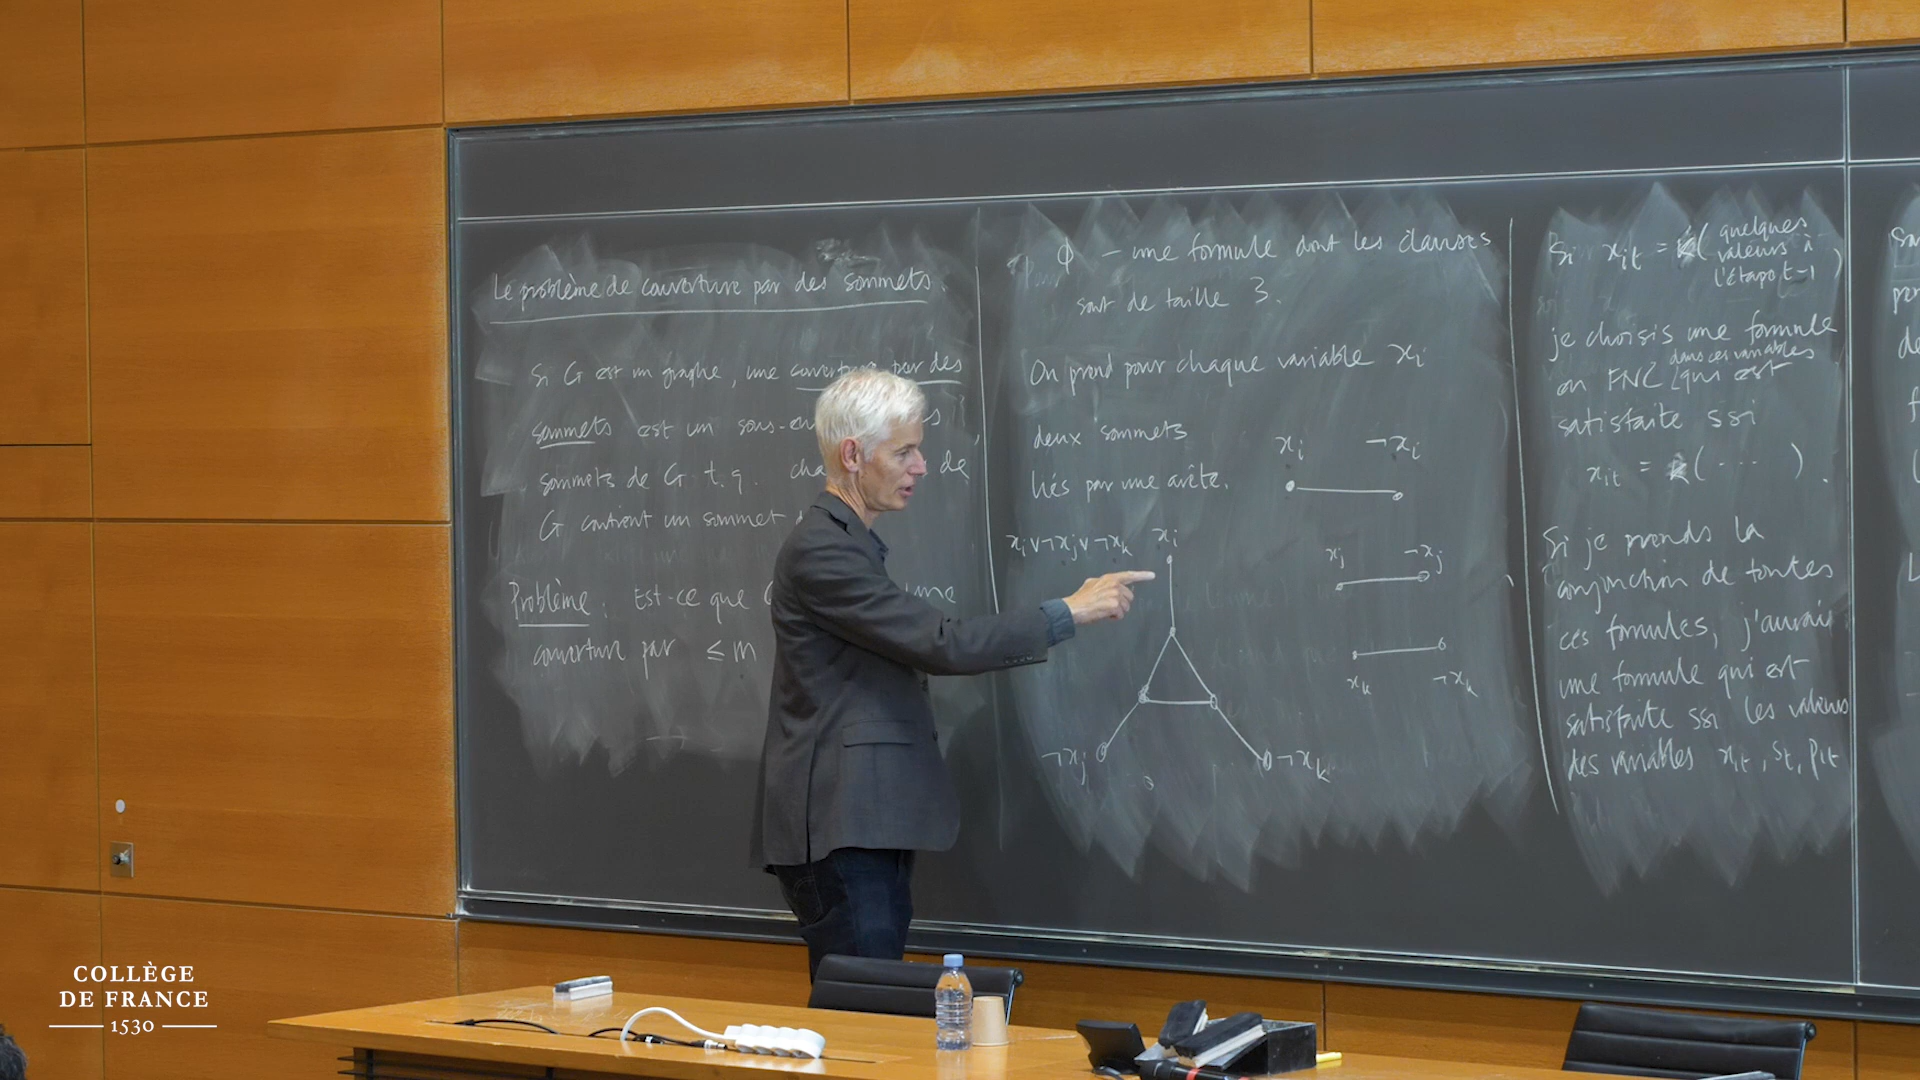 Le problème de couverture par des sommets.
Si G est un graphe, une couverture par des
sommets est un sous-en
sommets de G t.q. cha de
G contient un sommet
Problème: Est-ce que G une
couverture par ≤ m
ϕ – une formule dont les clauses
sont de taille 3.
On prend pour chaque variable xᵢ
deux sommets
liés par une arête.
xᵢ ¬xᵢ
xᵢ∨¬xⱼ∨¬xₖ
xᵢ
¬xⱼ
¬xₖ
xⱼ ¬xⱼ
xₖ ¬xₖ
Si xᵢₜ = ( quelques
valeurs à
l'étape t-1 )
je choisis une formule
dans ces variables
en FNC qui est
satisfaite ssi
xᵢₜ = (...).
Si je prends la
conjonction de toutes
ces formules, j'aurais
une formule qui est
satisfaite ssi les valeurs
des variables xᵢₜ, sₜ, pᵢₜ
COLLÈGE
DE FRANCE
1530